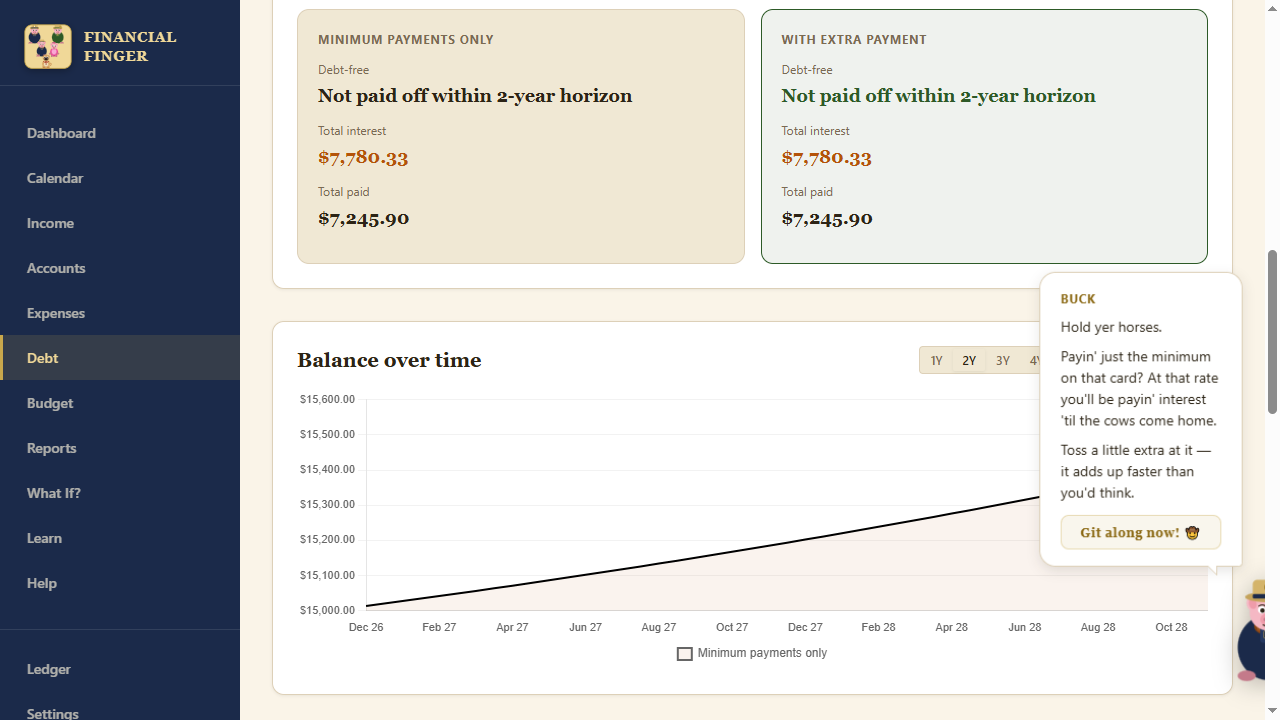 FINANCIAL
FINGER
Dashboard
Calendar
Income
Accounts
Expenses
Debt
Budget
Reports
What If?
Learn
Help
Ledger
Settings
MINIMUM PAYMENTS ONLY
Debt-free
Not paid off within 2-year horizon
Total interest
$7,780.33
Total paid
$7,245.90
WITH EXTRA PAYMENT
Debt-free
Not paid off within 2-year horizon
Total interest
$7,780.33
Total paid
$7,245.90
Balance over time
1Y 2Y 3Y 4Y
$15,600.00
$15,500.00
$15,400.00
$15,300.00
$15,200.00
$15,100.00
$15,000.00
Dec 26 Feb 27 Apr 27 Jun 27 Aug 27 Oct 27 Dec 27 Feb 28 Apr 28 Jun 28 Aug 28 Oct 28
Minimum payments only
BUCK
Hold yer horses.
Payin' just the minimum
on that card? At that rate
you'll be payin' interest
'til the cows come home.
Toss a little extra at it —
it adds up faster than
you'd think.
Git along now! 🤠